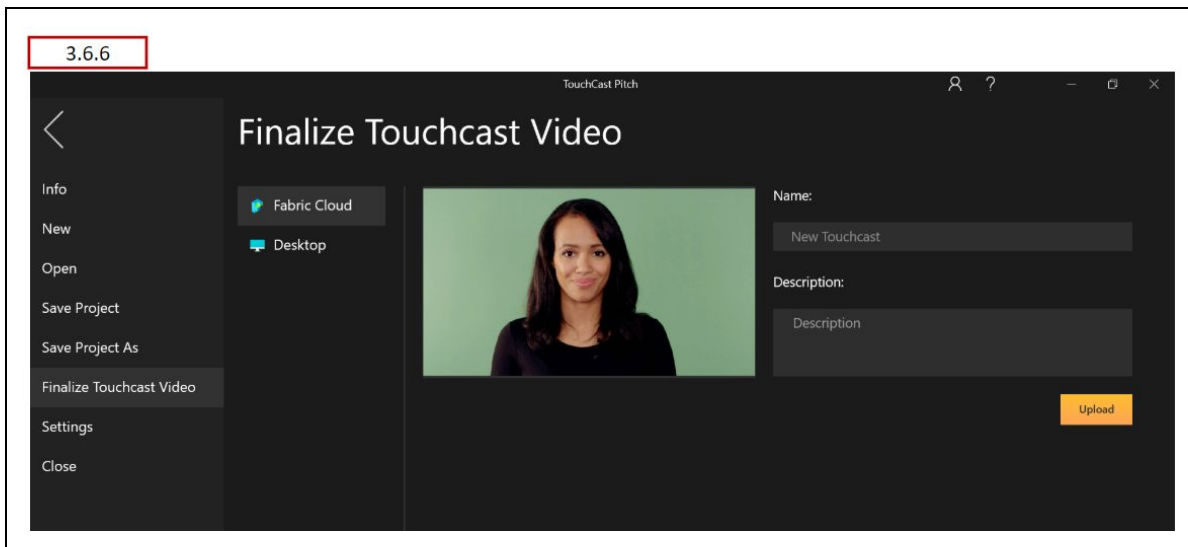 3.6.6
TouchCast Pitch
?
Finalize Touchcast Video
Info
New
Open
Save Project
Save Project As
Finalize Touchcast Video
Settings
Close
Fabric Cloud
Desktop
Name:
New Touchcast
Description:
Description
Upload